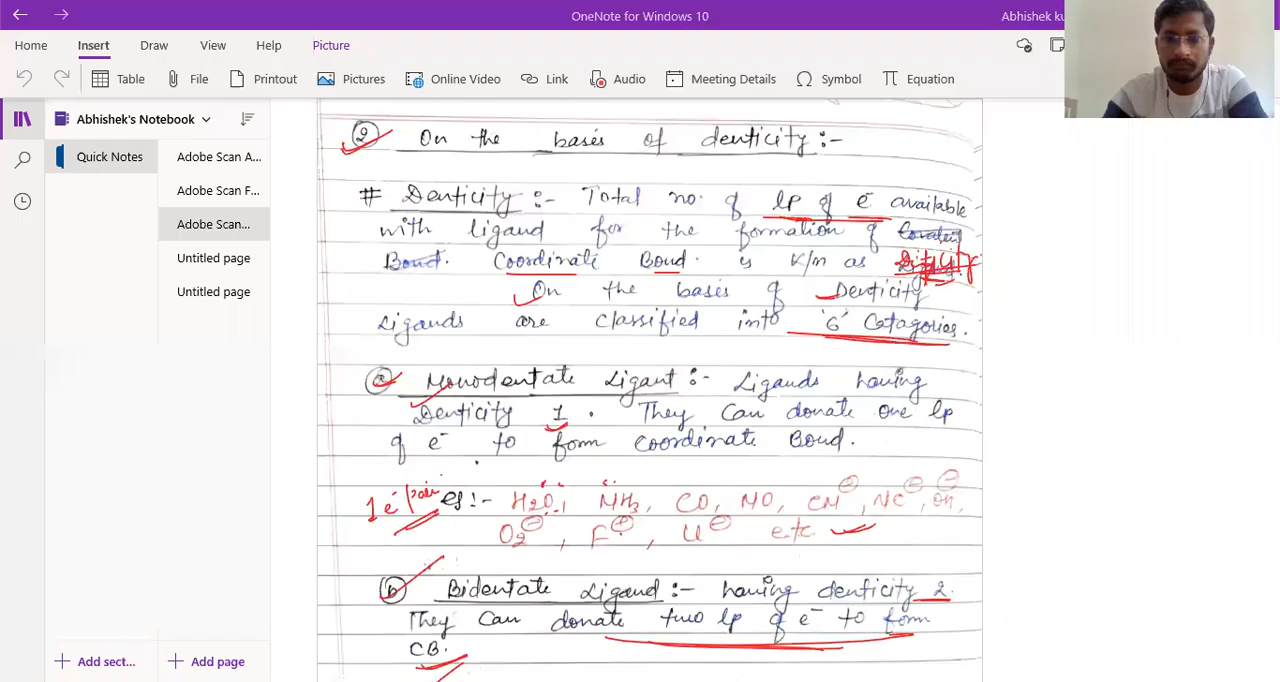 OneNote for Windows 10
Abhishek ku
Home Insert Draw View Help Picture
Table File Printout Pictures Online Video Link Audio Meeting Details Symbol Equation
Abhishek's Notebook
Quick Notes
Adobe Scan A...
Adobe Scan F...
Adobe Scan...
Untitled page
Untitled page
② On the bases of denticity :-
# Denticity :- Total no. of lp of e⁻ available
with ligand for the formation of
Bond. Coordinate Bond. is K/n as
On the bases of Denticity
Ligands are classified into '6' Catagories.
ⓐ Monodentate Ligant :- Ligands having
Denticity 1. They Can donate one lp
of e⁻ to form coordinate Bond.
1 e⁻ pair eg :- H2O, NH3, CO, NO, CN⊖, NC⊖, OH⊖,
O2⊖, F⊖, Cl⊖ etc.
ⓑ Bidentate Ligand :- having denticity 2.
They Can donate two lp of e⁻ to form
CB.
Add sect... Add page